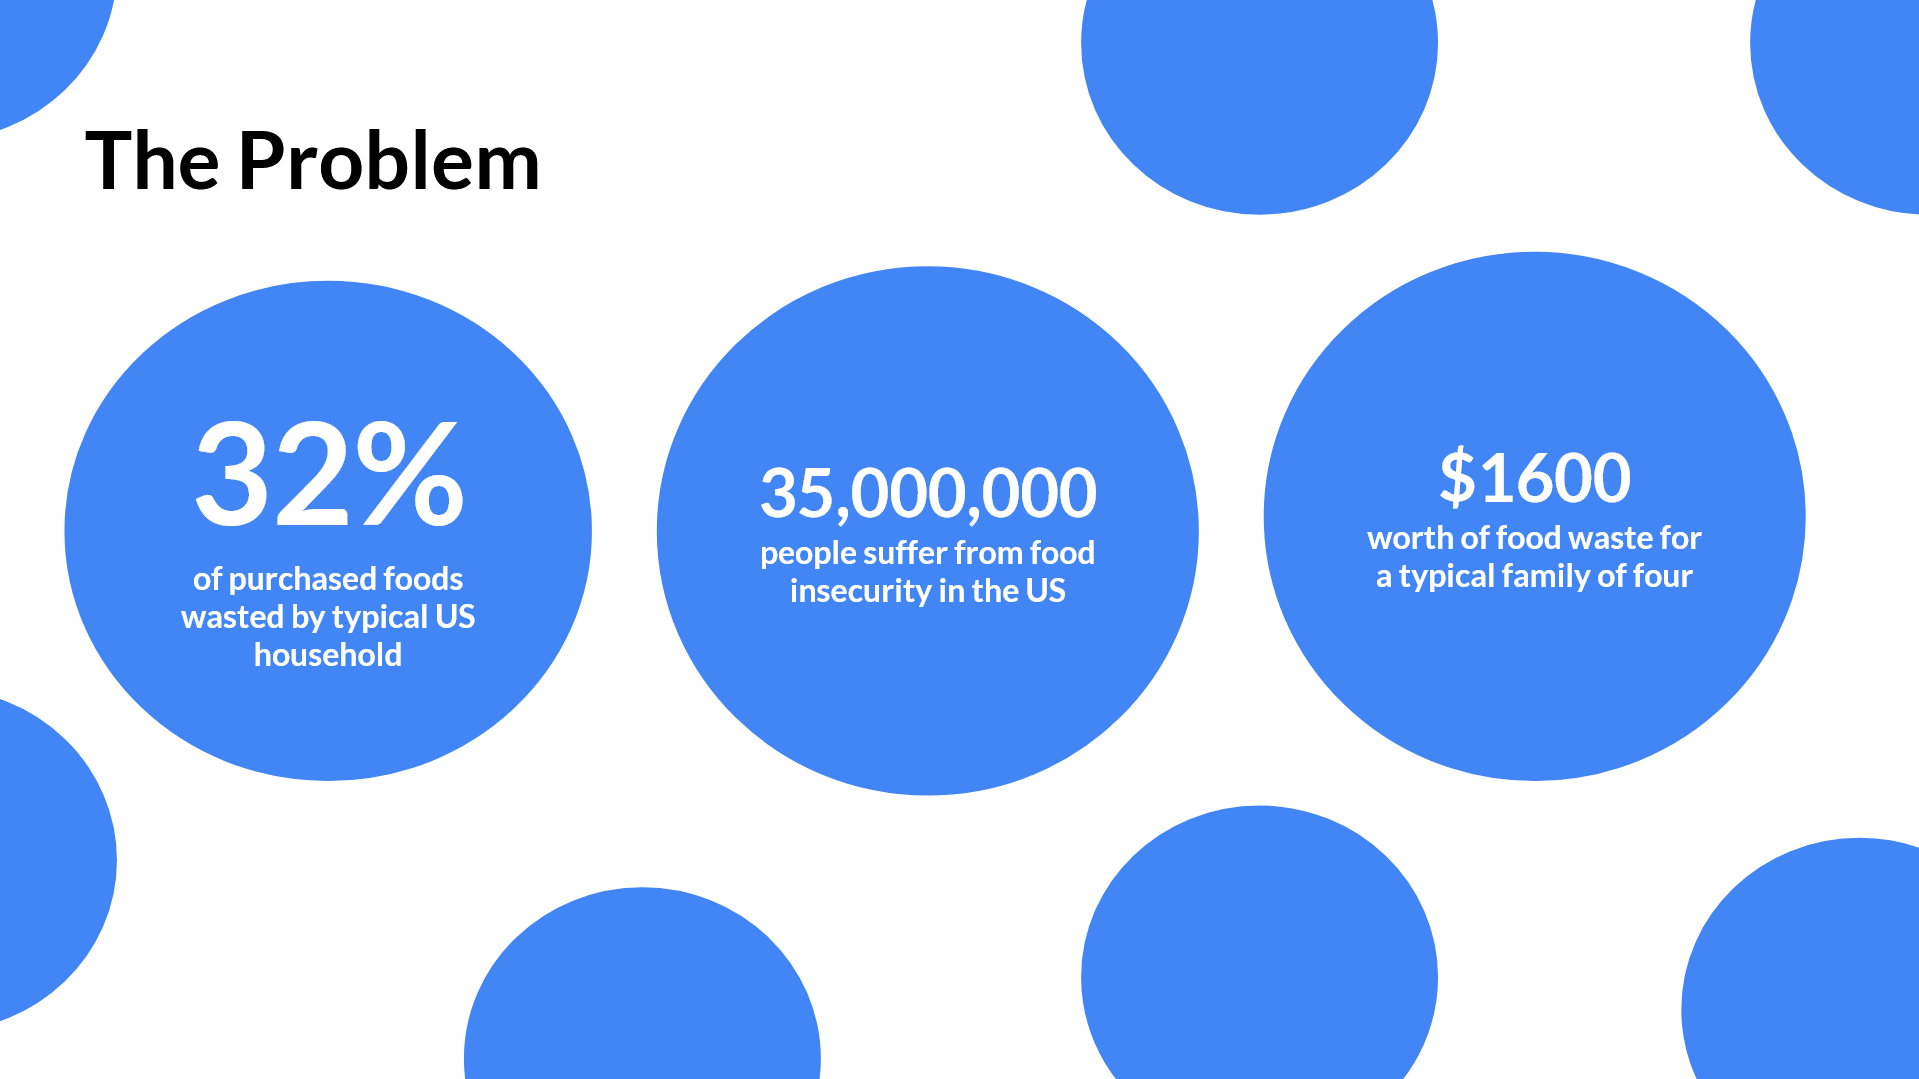 The Problem
32%
of purchased foods
wasted by typical US
household
35,000,000
people suffer from food
insecurity in the US
$1600
worth of food waste for
a typical family of four